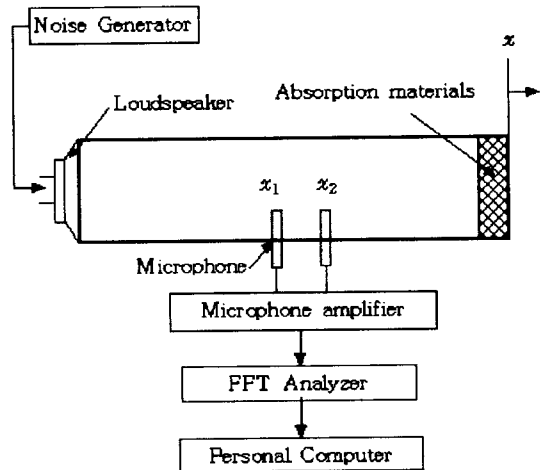 Noise Generator
x
Loudspeaker
Absorption materials
x1
x2
Microphone
Microphone amplifier
FFT Analyzer
Personal Computer